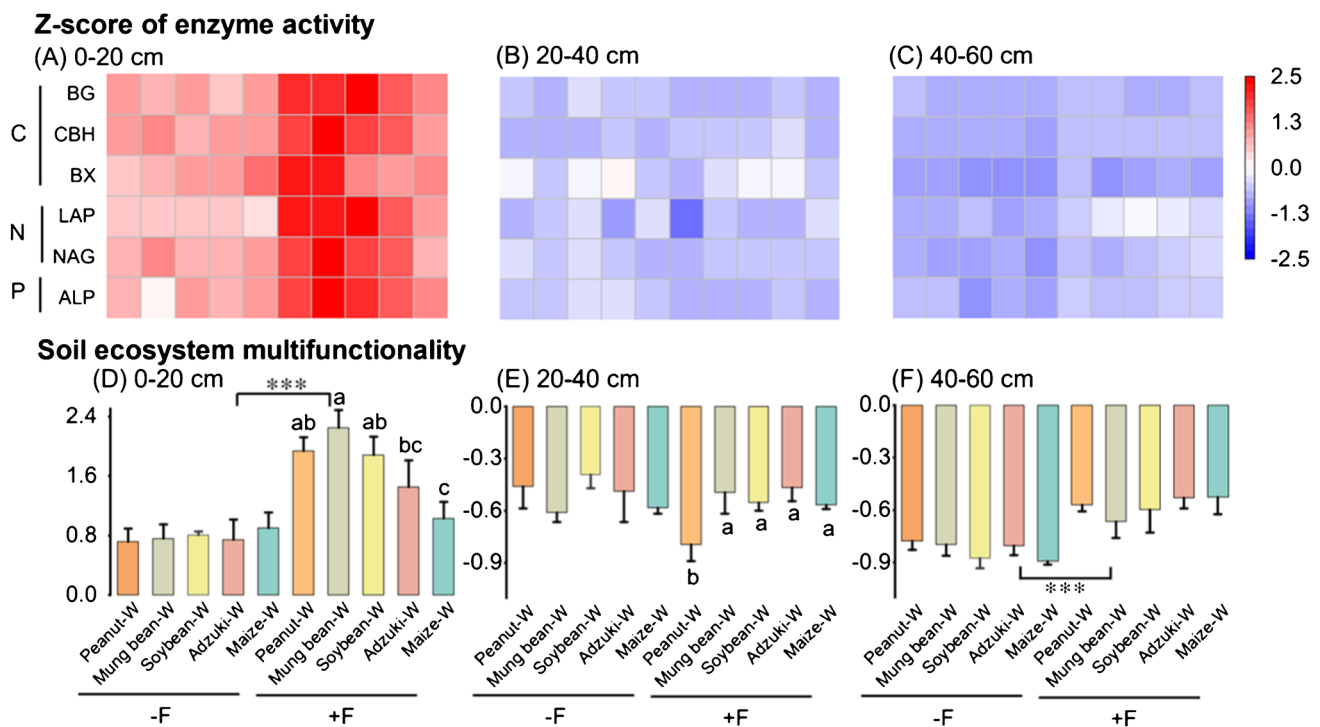 Z-score of enzyme activity
(A) 0-20 cm
(B) 20-40 cm
(C) 40-60 cm
C
BG
CBH
BX
N
LAP
NAG
P
ALP
2.5
1.3
0.0
-1.3
-2.5
Soil ecosystem multifunctionality
(D) 0-20 cm
2.4
1.6
0.8
0.0
***
ab
a
ab
bc
c
Peanut-W
Mung bean-W
Soybean-W
Adzuki-W
Maize-W
Peanut-W
Mung bean-W
Soybean-W
Adzuki-W
Maize-W
-F
+F
(E) 20-40 cm
0.0
-0.3
-0.6
-0.9
b
a
a
a
a
Peanut-W
Mung bean-W
Soybean-W
Adzuki-W
Maize-W
Peanut-W
Mung bean-W
Soybean-W
Adzuki-W
Maize-W
-F
+F
(F) 40-60 cm
0.0
-0.3
-0.6
-0.9
***
Peanut-W
Mung bean-W
Soybean-W
Adzuki-W
Maize-W
Peanut-W
Mung bean-W
Soybean-W
Adzuki-W
Maize-W
-F
+F